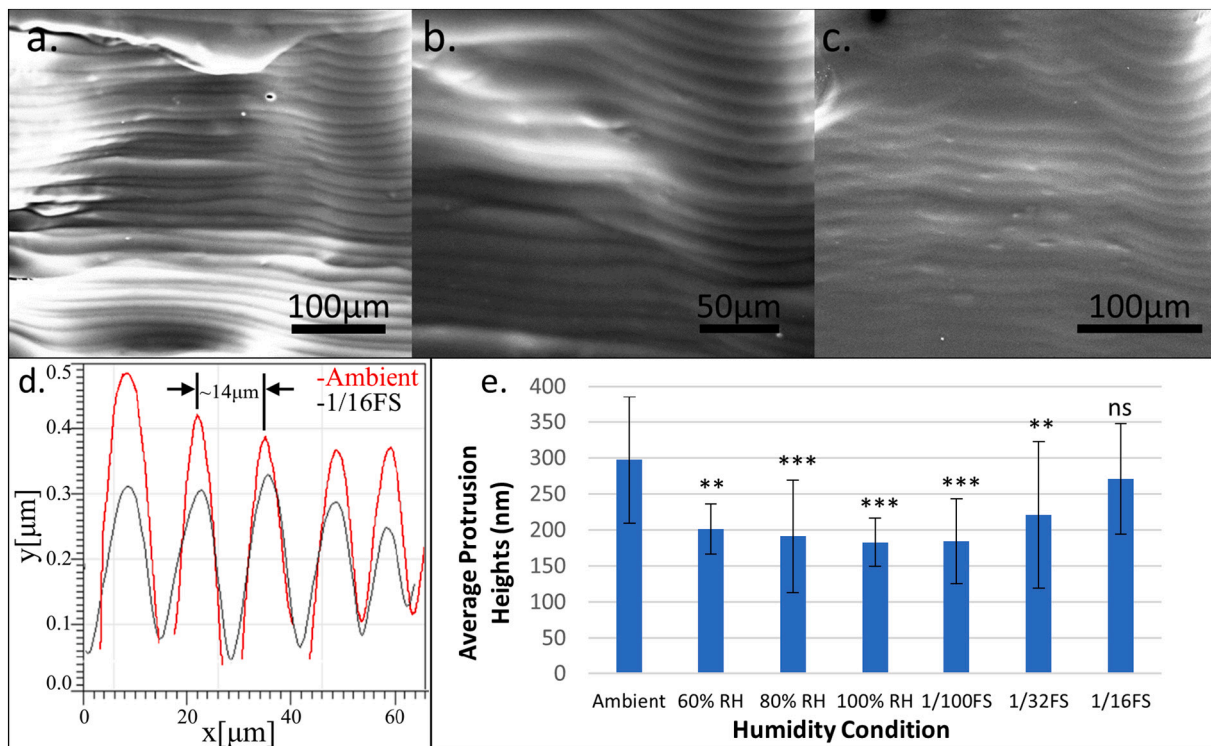 a.
100μm
b.
50μm
c.
100μm
d.
0.5
0.4
0.3
0.2
0.1
0.0
y[μm]
0 20 40 60
x[μm]
~14μm
-Ambient
-1/16FS
e.
400
350
300
250
200
150
100
50
0
Average Protrusion
Heights (nm)
** *** *** *** ** ns
Ambient 60% RH 80% RH 100% RH 1/100FS 1/32FS 1/16FS
Humidity Condition